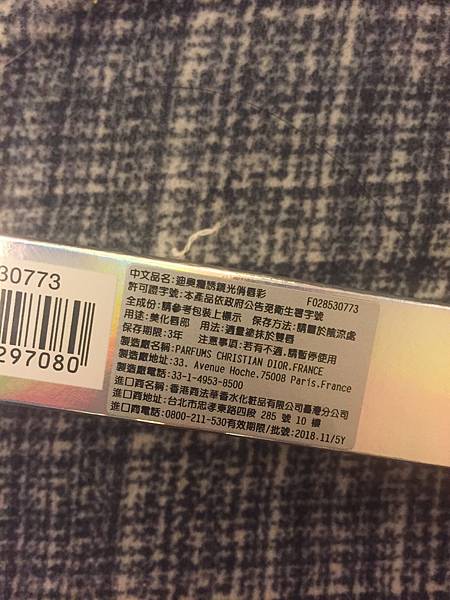 30773
297080
中文品名:迪奧癮誘鏡光俏唇彩 F028530773
許可證字號:本產品依政府公告免衛生署字號
全成份:請參考包裝上標示 保存方法:請置於蔭涼處
用途:美化唇部 用法:適量塗抹於雙唇
保存期限:3年 注意事項:若有不適,請暫停使用
製造廠名稱:PARFUMS CHRISTIAN DIOR.FRANCE
製造廠地址:33. Avenue Hoche.75008 Paris.France
製造廠電話:33-1-4953-8500
進口商名稱:香港商法華香水化粧品有限公司臺灣分公司
進口商地址:台北市忠孝東路四段 285 號 10 樓
進口商電話:0800-211-530有效期限/批號:2018.11/5Y